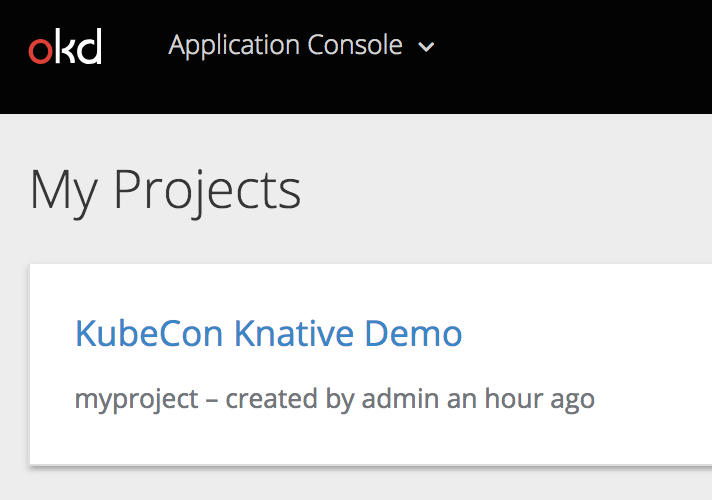 okd
Application Console
My Projects
KubeCon Knative Demo
myproject – created by admin an hour ago